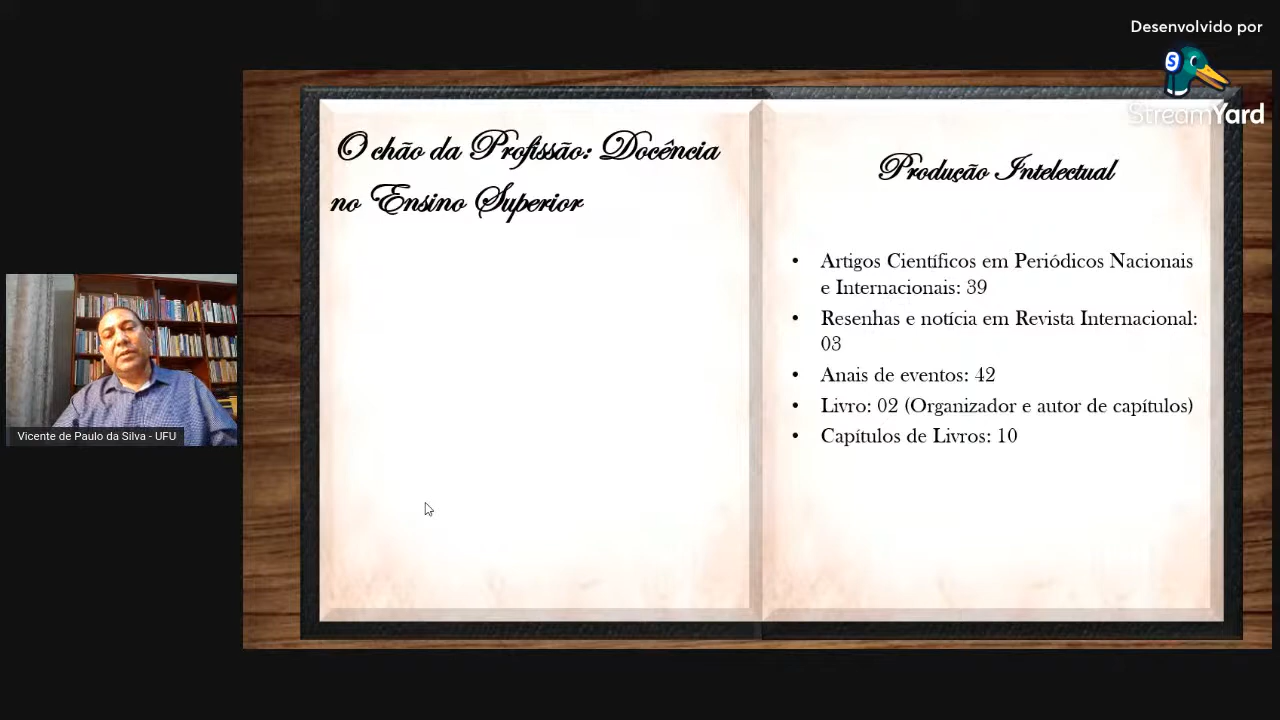 Desenvolvido por
S
StreamYard
O chão da Profissão: Docência
no Ensino Superior
Produção Intelectual
• Artigos Científicos em Periódicos Nacionais
e Internacionais: 39
• Resenhas e notícia em Revista Internacional:
03
• Anais de eventos: 42
• Livro: 02 (Organizador e autor de capítulos)
• Capítulos de Livros: 10
Vicente de Paulo da Silva - UFU